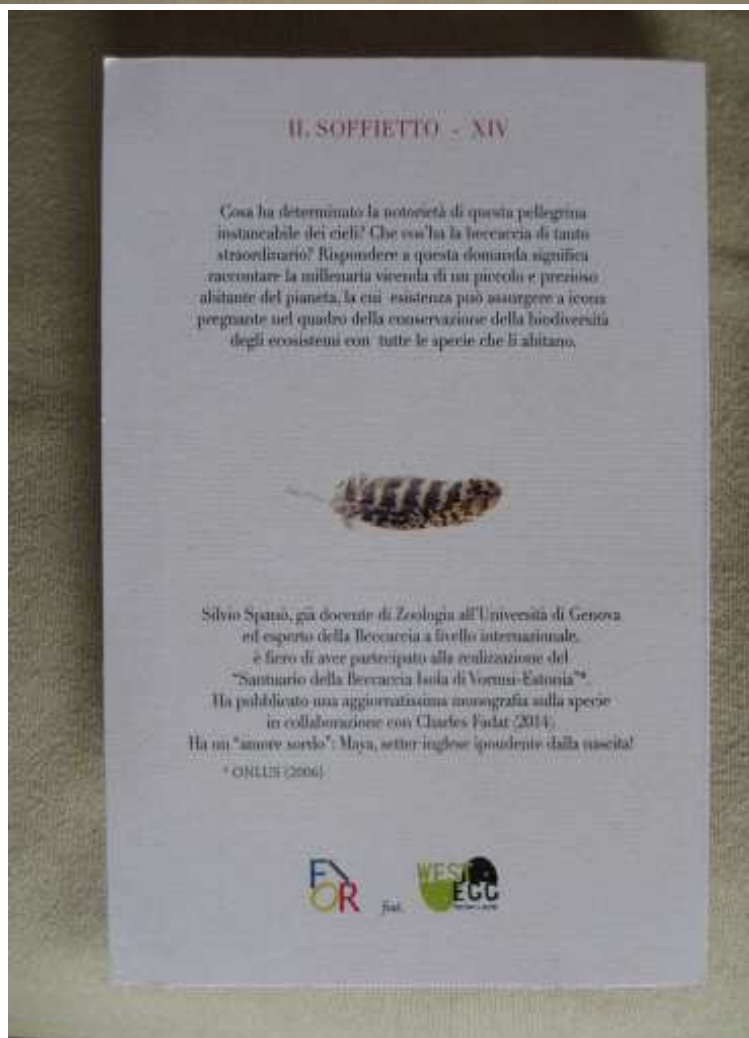 IL SOFFIETTO - XIV
Cosa ha determinato la notorietà di questa pellegrina
instancabile dei cieli? Che cos'ha la beccaccia di tanto
straordinario? Rispondere a questa domanda significa
raccontare la millenaria vicenda di un piccolo e prezioso
abitante del pianeta, la cui esistenza può assurgere a icona
pregnante nel quadro della conservazione della biodiversità
degli ecosistemi con tutte le specie che li abitano.
Silvio Spanò, già docente di Zoologia all'Università di Genova
ed esperto della Beccaccia a livello internazionale,
è fiero di aver partecipato alla realizzazione del
"Santuario della Beccaccia Isola di Vormsi-Estonia"*.
Ha pubblicato una aggiornatissima monografia sulla specie
in collaborazione con Charles Fadat (2014).
Ha un "amore sordo": Maya, setter inglese ipoudente dalla nascita!
* ONLUS (2006)
FOR
feat.
WEST
EGG